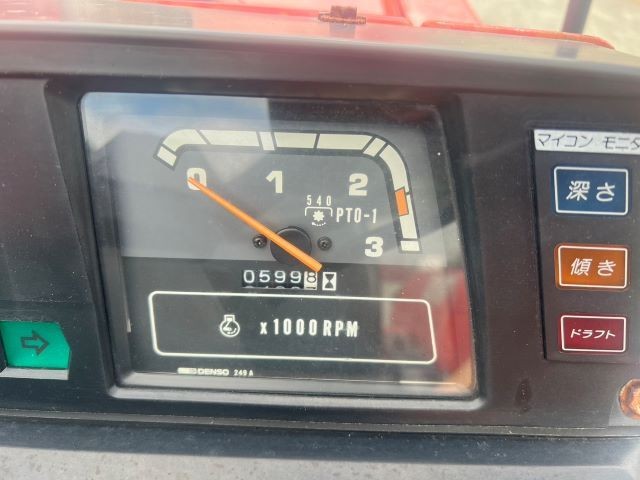 0 1 2
540
PTO-1
3
05998
x1000RPM
DENSO 249A
マイコン モニタ
深さ
傾き
ドラフト